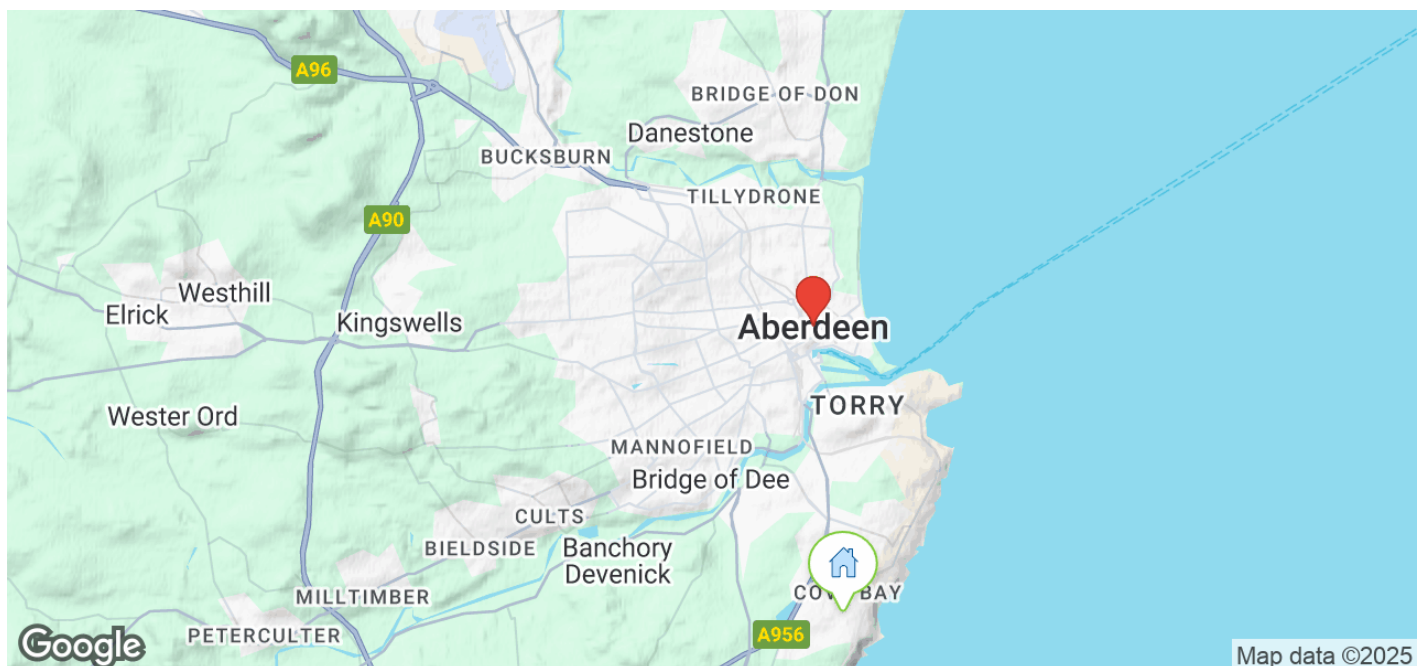 A96
BRIDGE OF DON
Danestone
BUCKSBURN
TILLYDRONE
A90
Westhill
Elrick
Kingswells
Aberdeen
TORRY
Wester Ord
MANNOFIELD
Bridge of Dee
CULTS
BIELDSIDE
Banchory
Devenick
MILLTIMBER
BAY
PETERCULTER
A956
Google
Map data ©2025